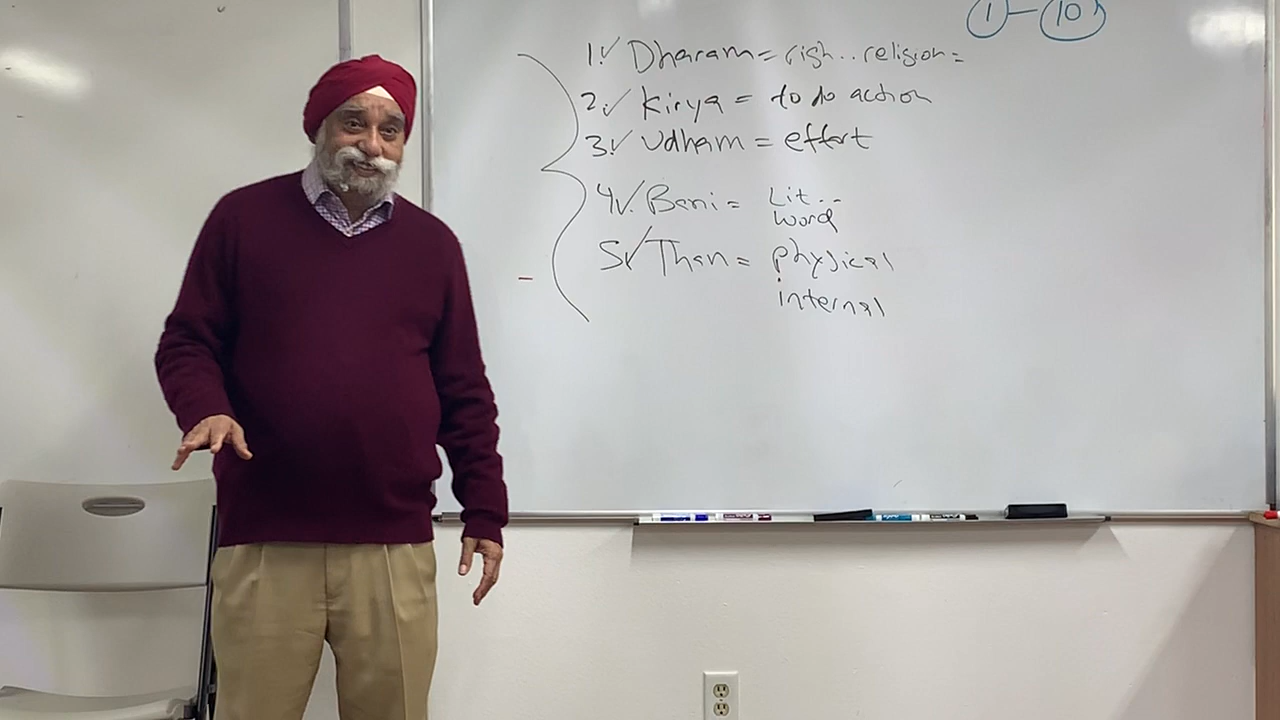 1 - 10
1.✓ Dharam = righ.. religion =
2.✓ Kirya = to do action
3.✓ Udham = effort
4✓. Bani = Lit..
word
5✓ Than = physical
internal